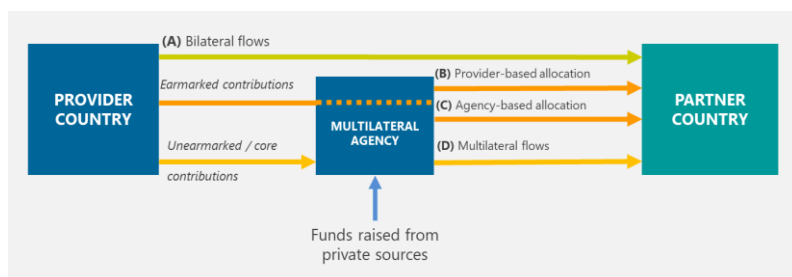 (A) Bilateral flows
PROVIDER
COUNTRY
Earmarked contributions
Unearmarked / core
contributions
MULTILATERAL
AGENCY
Funds raised from
private sources
(B) Provider-based allocation
(C) Agency-based allocation
(D) Multilateral flows
PARTNER
COUNTRY